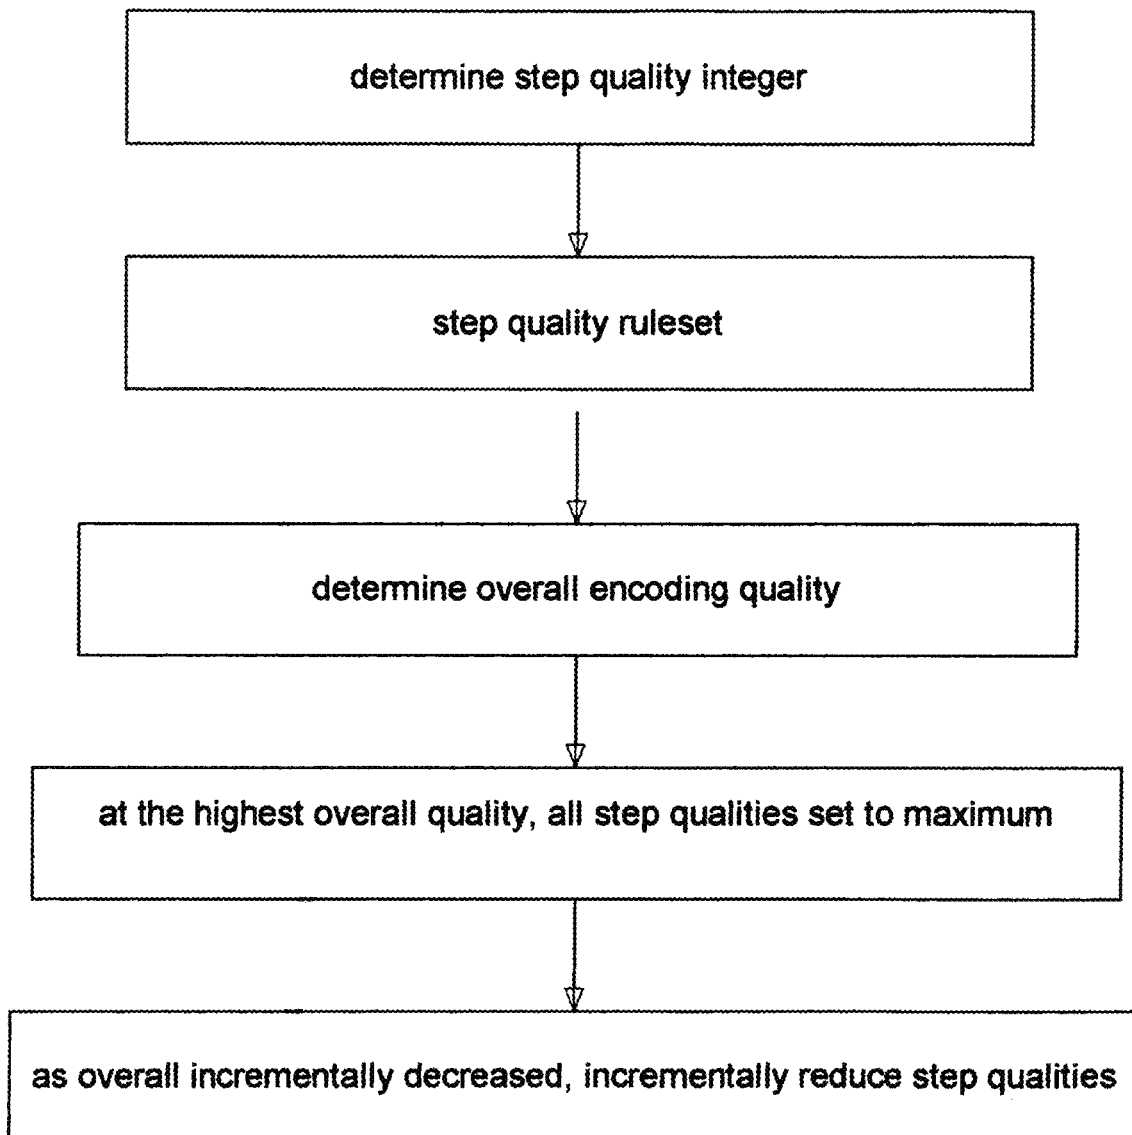 determine step quality integer
step quality ruleset
determine overall encoding quality
at the highest overall quality, all step qualities set to maximum
as overall incrementally decreased, incrementally reduce step qualities